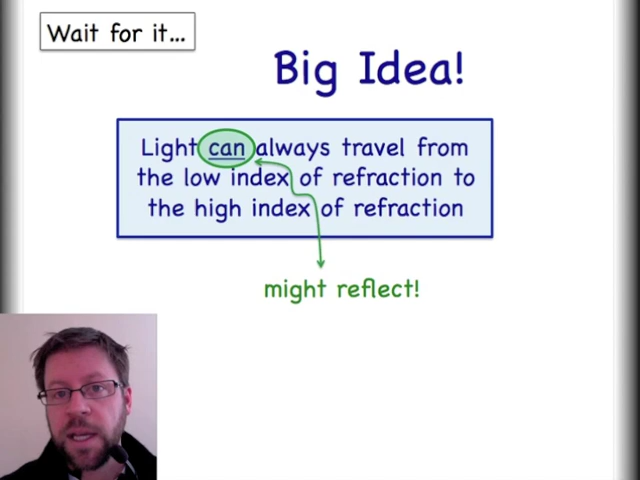 Wait for it...
Big Idea!
Light can always travel from
the low index of refraction to
the high index of refraction
might reflect!